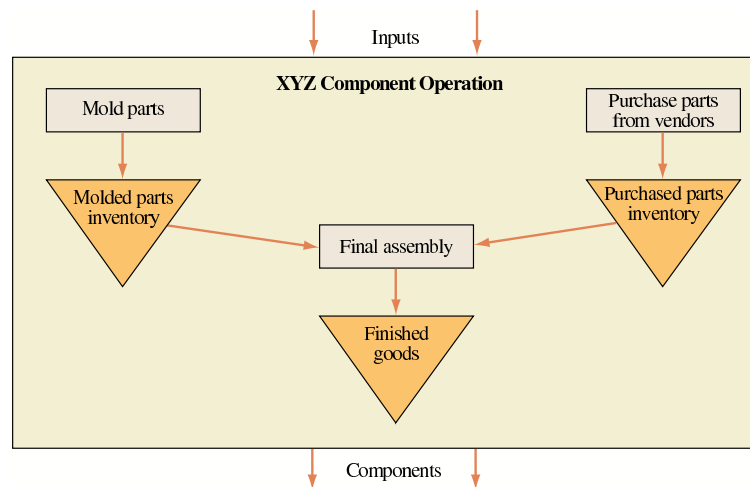 Inputs
XYZ Component Operation
Mold parts
Purchase parts
from vendors
Molded parts
inventory
Purchased parts
inventory
Final assembly
Finished
goods
Components